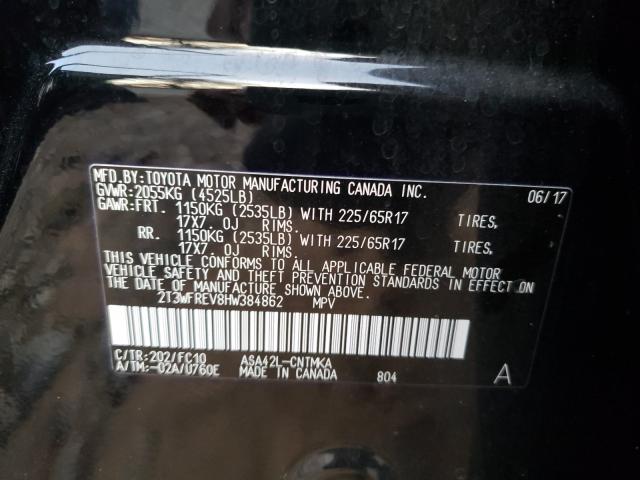 MFD.BY:TOYOTA MOTOR MANUFACTURING CANADA INC. 06/17
GVWR:2055KG (4525LB)
GAWR:FRT. 1150KG (2535LB) WITH 225/65R17 TIRES,
17X7 0J RIMS.
RR. 1150KG (2535LB) WITH 225/65R17 TIRES,
17X7 0J RIMS.
THIS VEHICLE CONFORMS TO ALL APPLICABLE FEDERAL MOTOR
VEHICLE SAFETY AND THEFT PREVENTION STANDARDS IN EFFECT ON
THE DATE OF MANUFACTURE SHOWN ABOVE.
2T3WFREV8HW384862 MPV
C/TR:202/FC10 ASA42L-CNTMKA
A/TM:-02A/U760E MADE IN CANADA 804 A